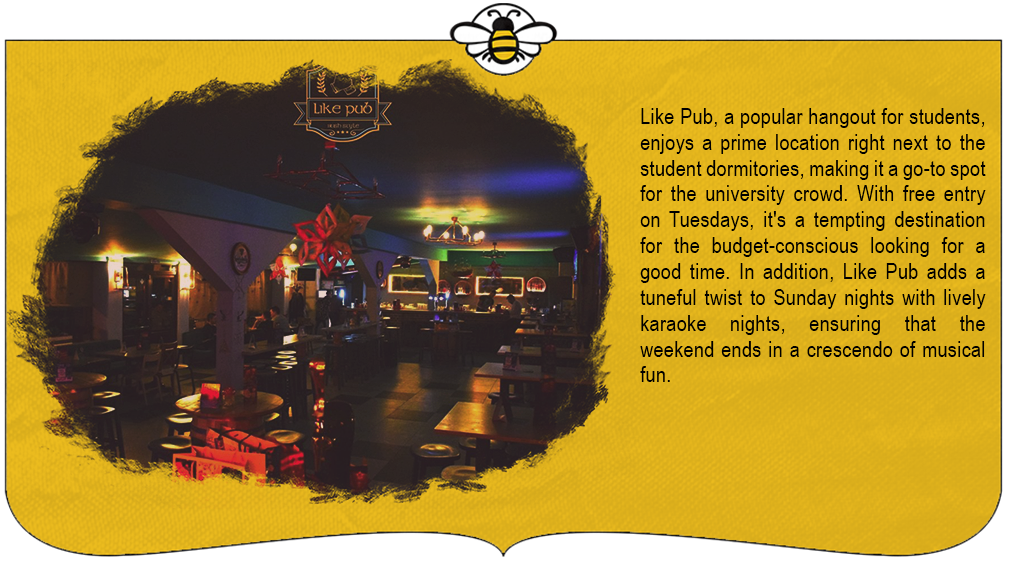 Like pub
Like Pub, a popular hangout for students,
enjoys a prime location right next to the
student dormitories, making it a go-to spot
for the university crowd. With free entry
on Tuesdays, it's a tempting destination
for the budget-conscious looking for a
good time. In addition, Like Pub adds a
tuneful twist to Sunday nights with lively
karaoke nights, ensuring that the
weekend ends in a crescendo of musical
fun.